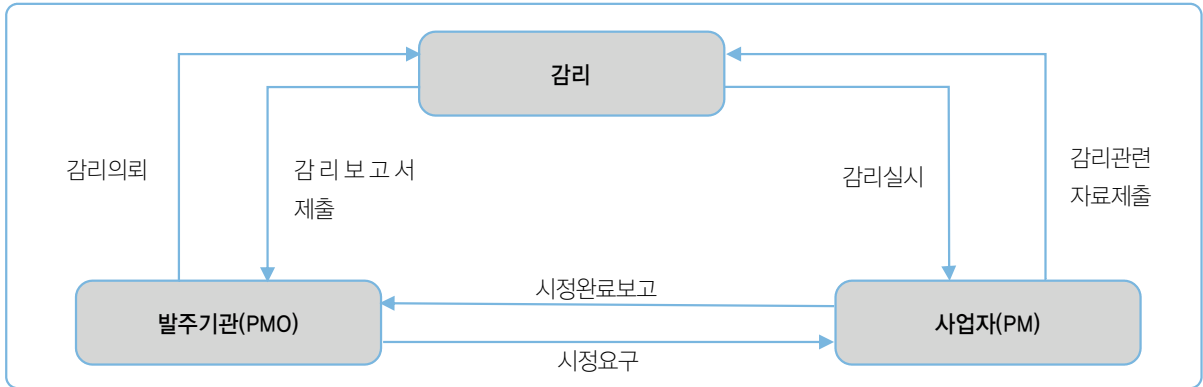 감리
감리의뢰
감 리 보 고 서
제출
감리실시
감리관련
자료제출
시정완료보고
발주기관(PMO)
사업자(PM)
시정요구